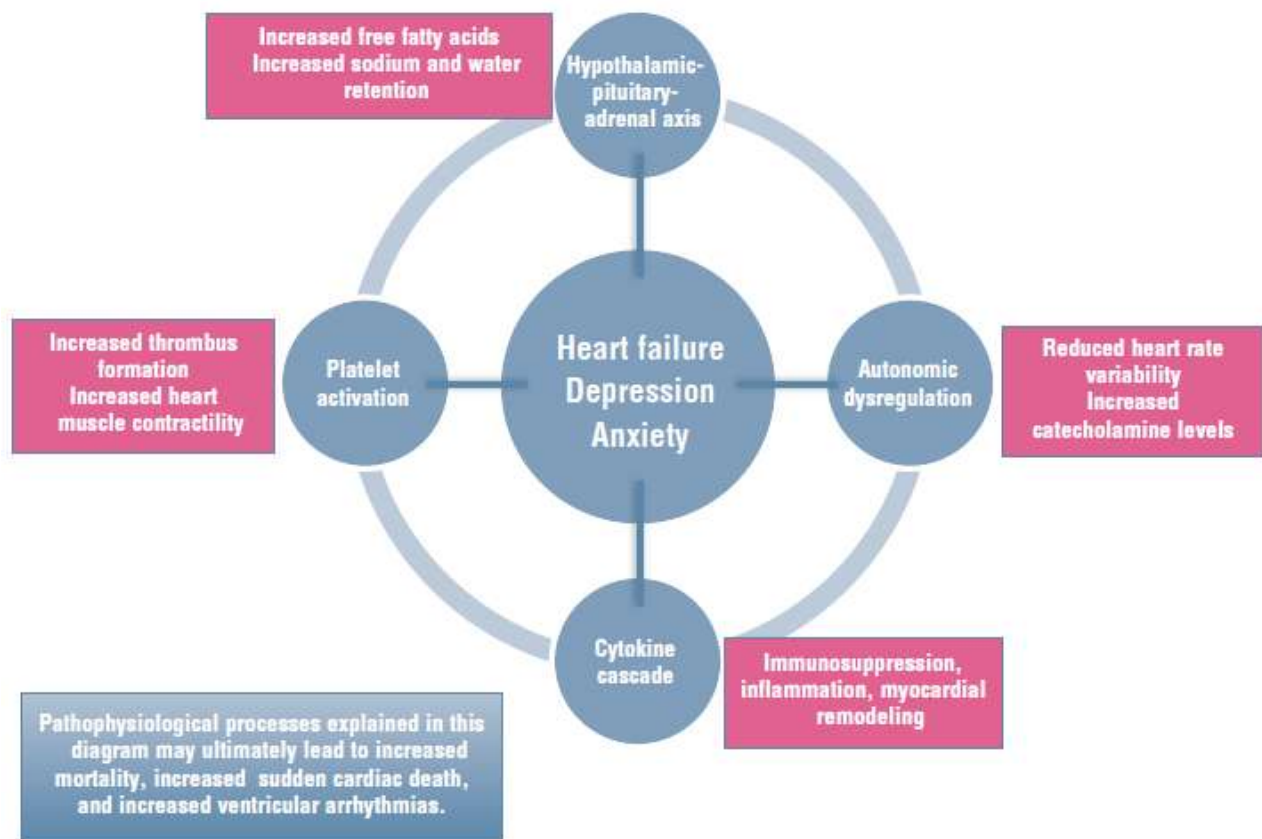 Increased free fatty acids
Increased sodium and water
retention
Hypothalamic-
pituitary-
adrenal axis
Increased thrombus
formation
Increased heart
muscle contractility
Platelet
activation
Heart failure
Depression
Anxiety
Autonomic
dysregulation
Reduced heart rate
variability
Increased
catecholamine levels
Cytokine
cascade
Immunosuppression,
inflammation, myocardial
remodeling
Pathophysiological processes explained in this
diagram may ultimately lead to increased
mortality, increased sudden cardiac death,
and increased ventricular arrhythmias.